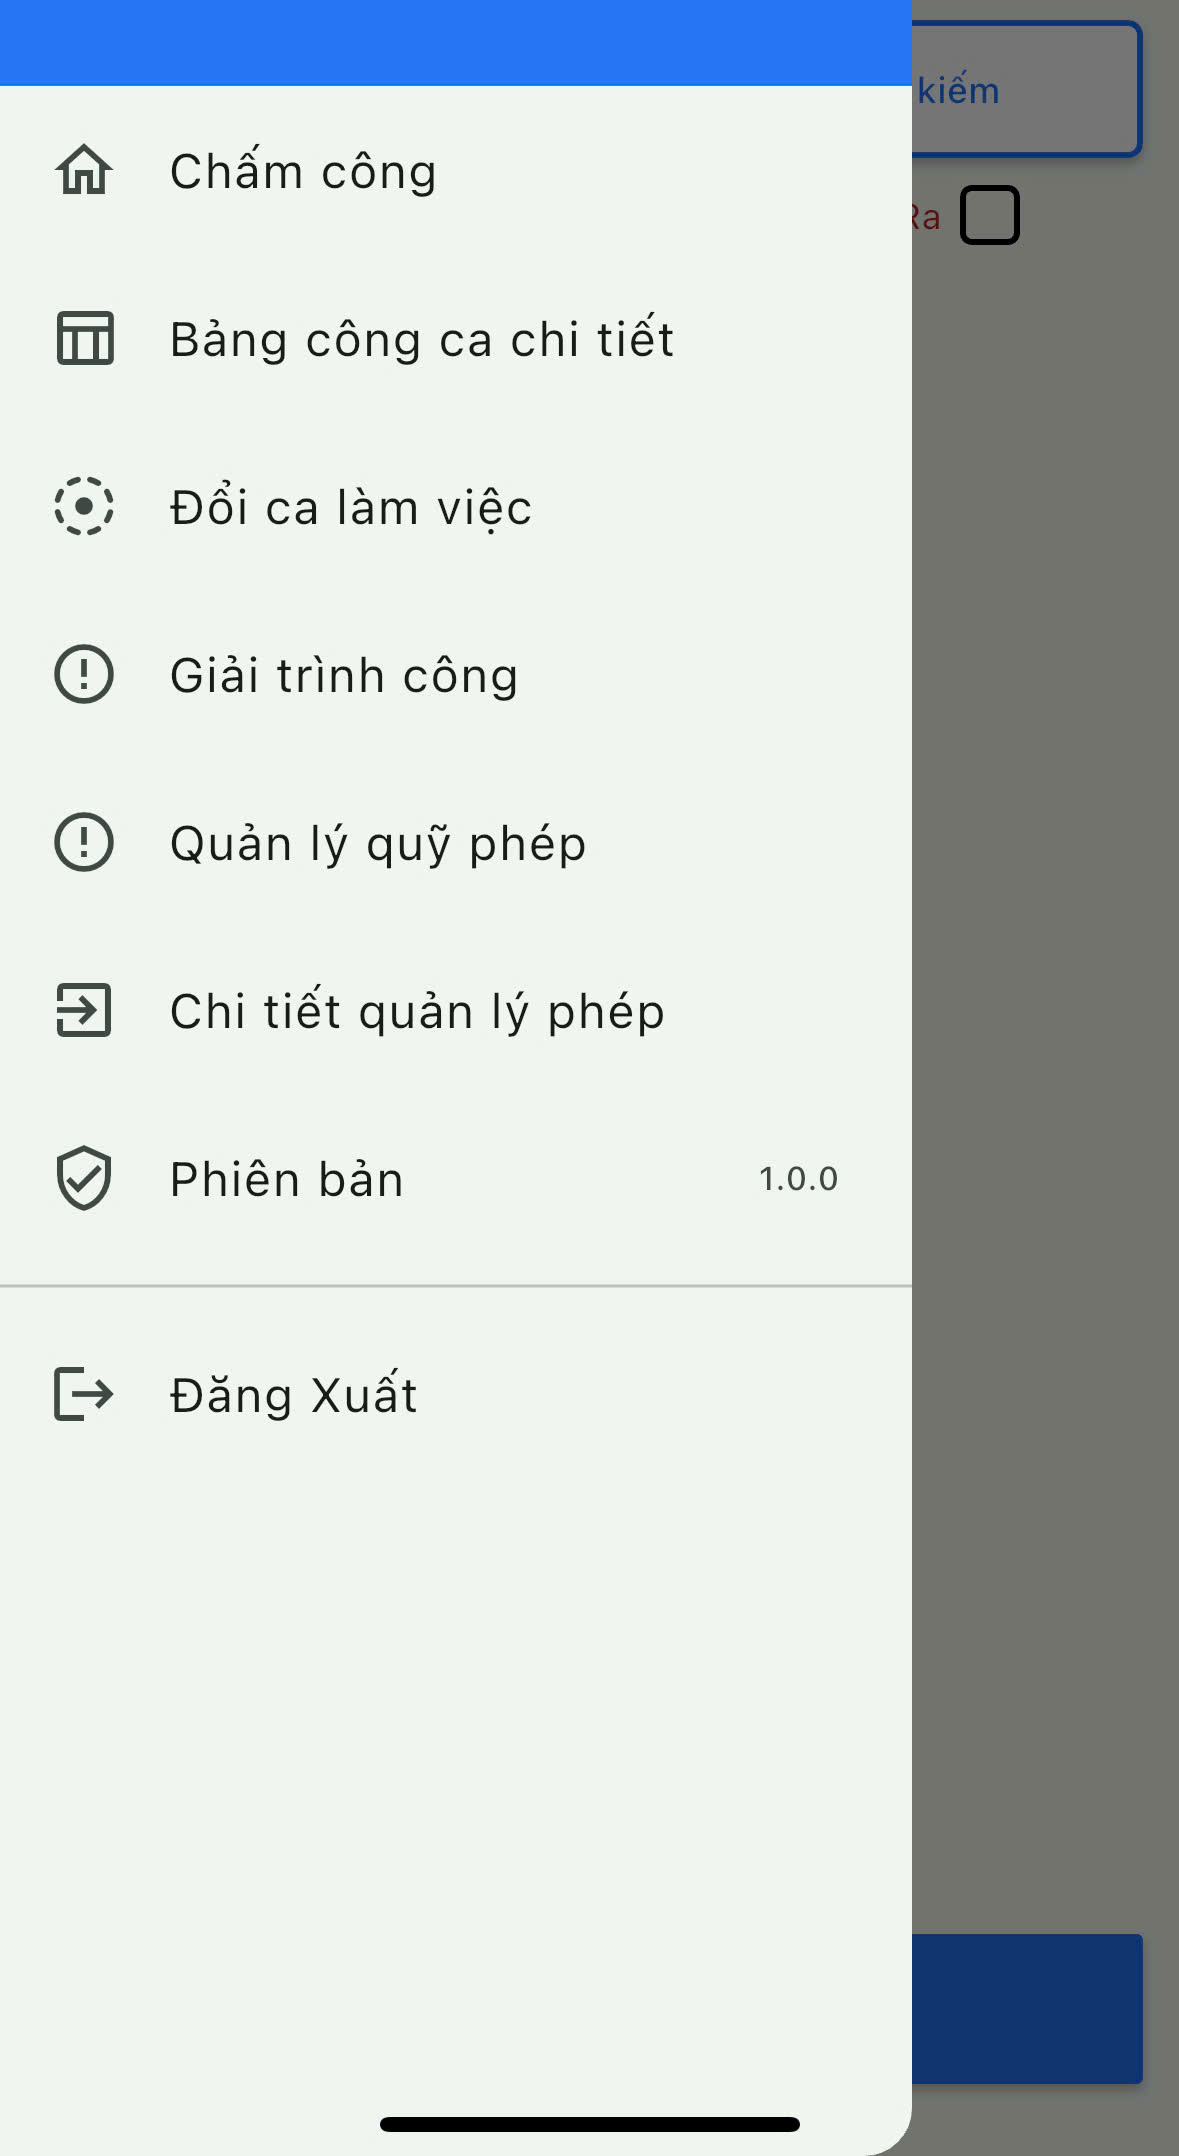 kiếm
Chấm công
Ra
Bảng công ca chi tiết
Đổi ca làm việc
Giải trình công
Quản lý quỹ phép
Chi tiết quản lý phép
Phiên bản 1.0.0
Đăng Xuất